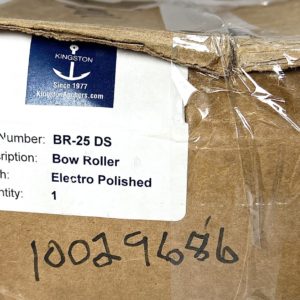 KINGSTON
Since 1977
KingstonAnchors.com
Number: BR-25 DS
cription: Bow Roller
h: Electro Polished
ntity: 1
10029686